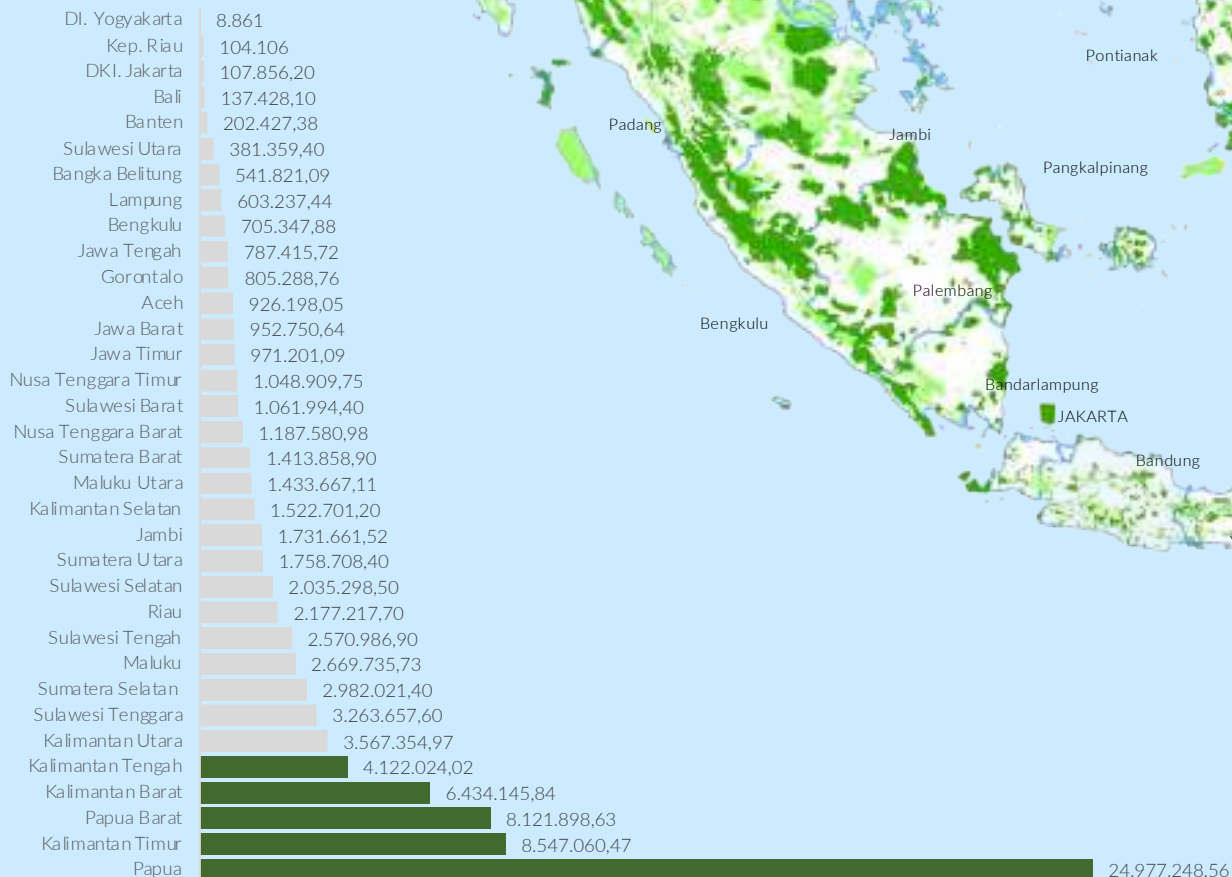 DI. Yogyakarta 8.861
Kep. Riau 104.106
DKI. Jakarta 107.856,20
Bali 137.428,10
Banten 202.427,38
Sulawesi Utara 381.359,40
Bangka Belitung 541.821,09
Lampung 603.237,44
Bengkulu 705.347,88
Jawa Tengah 787.415,72
Gorontalo 805.288,76
Aceh 926.198,05
Jawa Barat 952.750,64
Jawa Timur 971.201,09
Nusa Tenggara Timur 1.048.909,75
Sulawesi Barat 1.061.994,40
Nusa Tenggara Barat 1.187.580,98
Sumatera Barat 1.413.858,90
Maluku Utara 1.433.667,11
Kalimantan Selatan 1.522.701,20
Jambi 1.731.661,52
Sumatera Utara 1.758.708,40
Sulawesi Selatan 2.035.298,50
Riau 2.177.217,70
Sulawesi Tengah 2.570.986,90
Maluku 2.669.735,73
Sumatera Selatan 2.982.021,40
Sulawesi Tenggara 3.263.657,60
Kalimantan Utara 3.567.354,97
Kalimantan Tengah 4.122.024,02
Kalimantan Barat 6.434.145,84
Papua Barat 8.121.898,63
Kalimantan Timur 8.547.060,47
Papua 24.977.248,56
Pontianak
Padang
Jambi
Pangkalpinang
Palembang
Bengkulu
Bandarlampung
JAKARTA
Bandung